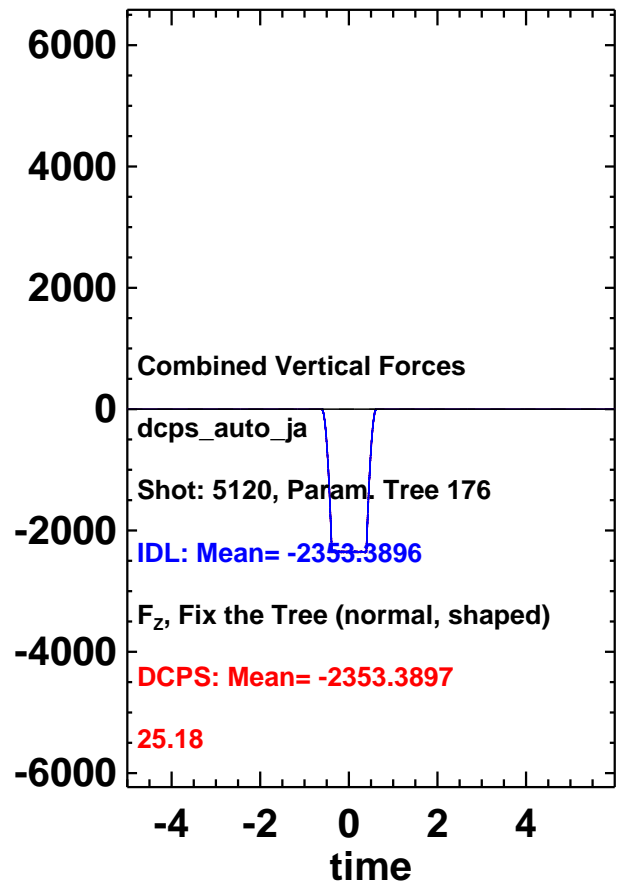 6000
4000
2000
Combined Vertical Forces
0
dcps_auto_ja
Shot: 5120, Param. Tree 176
-2000
IDL: Mean= -2353.3896
F_Z, Fix the Tree (normal, shaped)
-4000
DCPS: Mean= -2353.3897
25.18
-6000
-4 -2 0 2 4
time